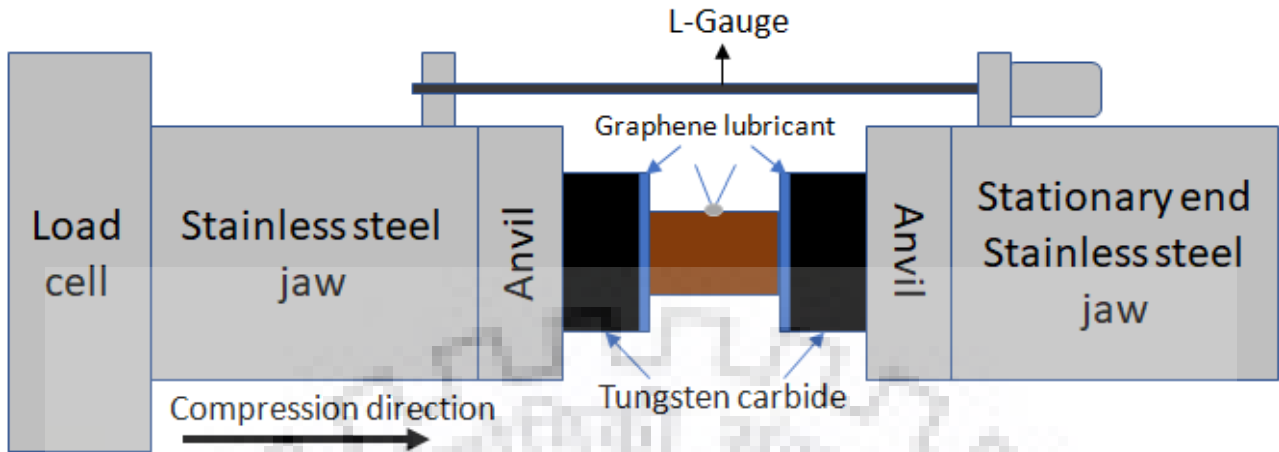 L-Gauge
Graphene lubricant
Load
cell
Stainless steel
jaw
Anvil
Anvil
Stationary end
Stainless steel
jaw
Tungsten carbide
Compression direction